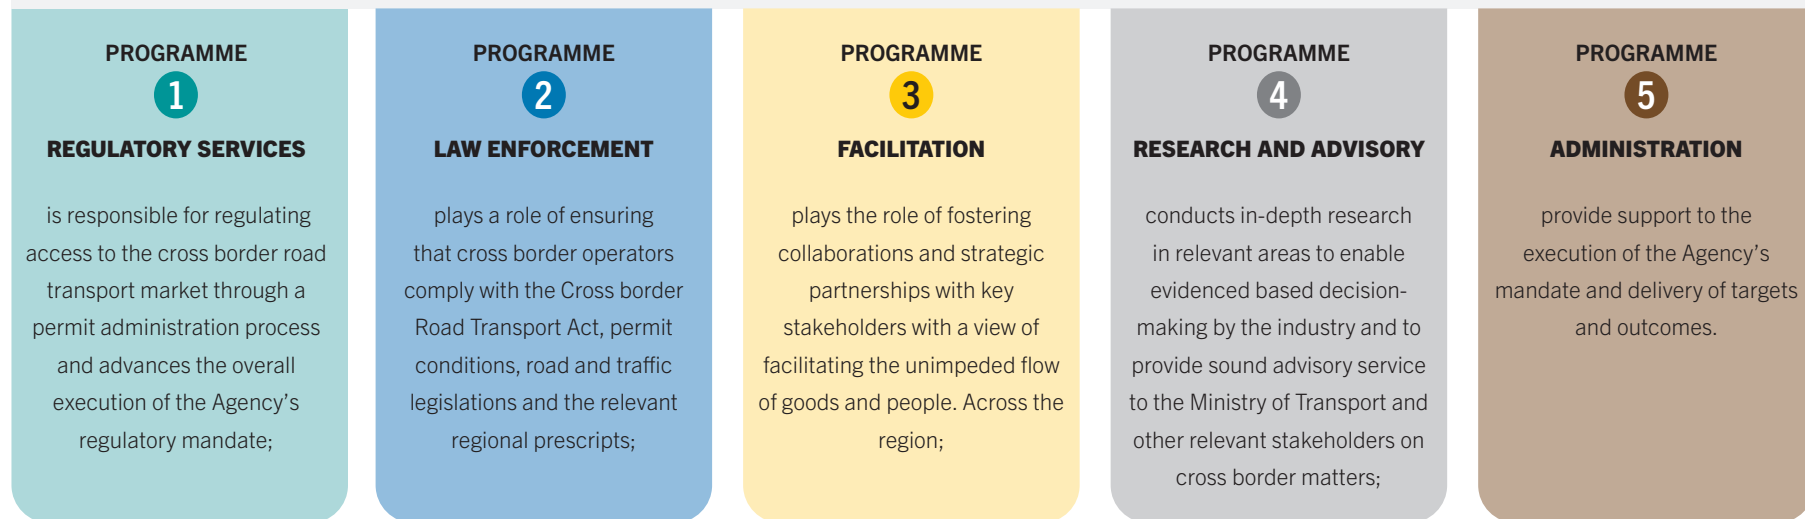 PROGRAMME
1
REGULATORY SERVICES
is responsible for regulating
access to the cross border road
transport market through a
permit administration process
and advances the overall
execution of the Agency's
regulatory mandate;
PROGRAMME
2
LAW ENFORCEMENT
plays a role of ensuring
that cross border operators
comply with the Cross border
Road Transport Act, permit
conditions, road and traffic
legislations and the relevant
regional prescripts;
PROGRAMME
3
FACILITATION
plays the role of fostering
collaborations and strategic
partnerships with key
stakeholders with a view of
facilitating the unimpeded flow
of goods and people. Across the
region;
PROGRAMME
4
RESEARCH AND ADVISORY
conducts in-depth research
in relevant areas to enable
evidenced based decision-
making by the industry and to
provide sound advisory service
to the Ministry of Transport and
other relevant stakeholders on
cross border matters;
PROGRAMME
5
ADMINISTRATION
provide support to the
execution of the Agency's
mandate and delivery of targets
and outcomes.